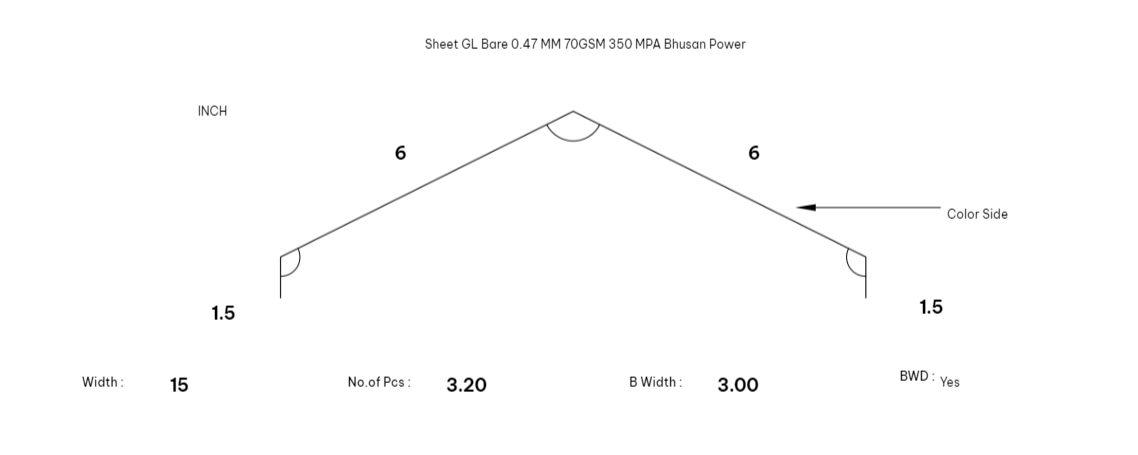 Sheet GL Bare 0.47 MM 70GSM 350 MPA Bhusan Power
INCH
6
6
Color Side
1.5
1.5
Width : 15
No.of Pcs : 3.20
B Width : 3.00
BWD : Yes